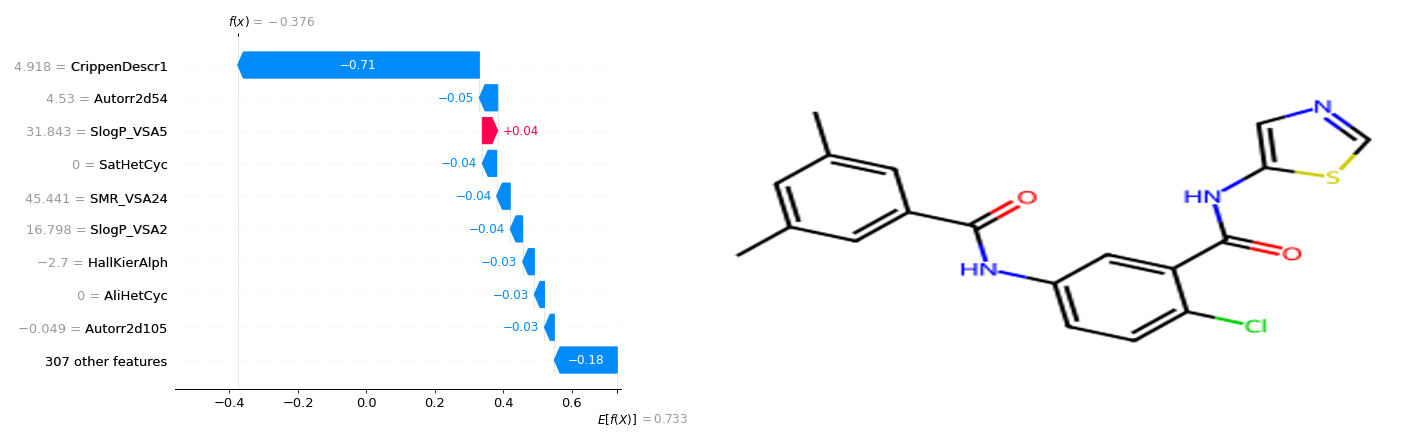 f(x) = −0.376
4.918 = CrippenDescr1
−0.71
4.53 = Autorr2d54
−0.05
31.843 = SlogP_VSA5
+0.04
0 = SatHetCyc
−0.04
45.441 = SMR_VSA24
−0.04
16.798 = SlogP_VSA2
−0.04
−2.7 = HallKierAlph
−0.03
0 = AliHetCyc
−0.03
−0.049 = Autorr2d105
−0.03
307 other features
−0.18
−0.4 −0.2 0.0 0.2 0.4 0.6
E[f(X)] = 0.733
N
S
HN
O
O
HN
Cl